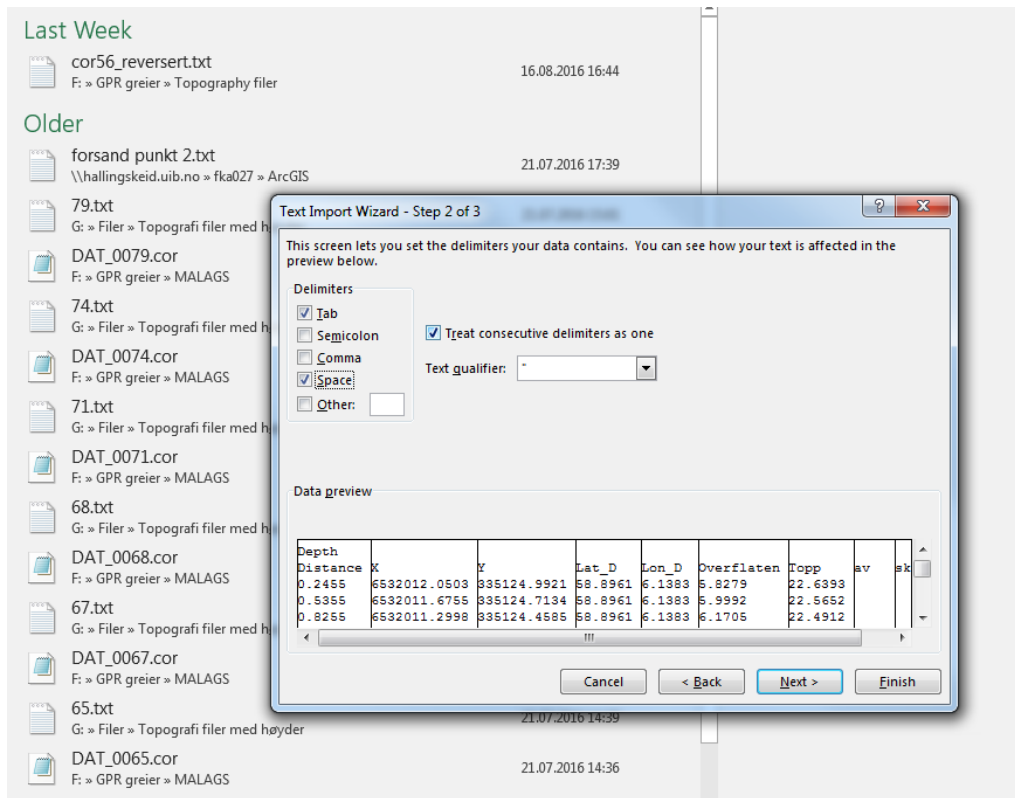 Last Week
cor56_reversert.txt
16.08.2016 16:44
F: » GPR greier » Topography filer
Older
forsand punkt 2.txt
21.07.2016 17:39
\\hallingskeid.uib.no » fka027 » ArcGIS
79.txt
G: » Filer » Topografi filer med h
DAT_0079.cor
F: » GPR greier » MALAGS
74.txt
G: » Filer » Topografi filer med h
DAT_0074.cor
F: » GPR greier » MALAGS
71.txt
G: » Filer » Topografi filer med h
DAT_0071.cor
F: » GPR greier » MALAGS
68.txt
G: » Filer » Topografi filer med h
DAT_0068.cor
F: » GPR greier » MALAGS
67.txt
G: » Filer » Topografi filer med h
DAT_0067.cor
F: » GPR greier » MALAGS
65.txt
21.07.2016 14:39
G: » Filer » Topografi filer med høyder
DAT_0065.cor
21.07.2016 14:36
F: » GPR greier » MALAGS
Text Import Wizard - Step 2 of 3
This screen lets you set the delimiters your data contains. You can see how your text is affected in the
preview below.
Delimiters
Tab
Semicolon
Comma
Space
Other:
Treat consecutive delimiters as one
Text qualifier: "
Data preview
Depth
Distance X Y Lat_D Lon_D Overflaten Topp av sk
0.2455 6532012.0503 335124.9921 58.8961 6.1383 5.8279 22.6393
0.5355 6532011.6755 335124.7134 58.8961 6.1383 5.9992 22.5652
0.8255 6532011.2998 335124.4585 58.8961 6.1383 6.1705 22.4912
Cancel
< Back
Next >
Finish